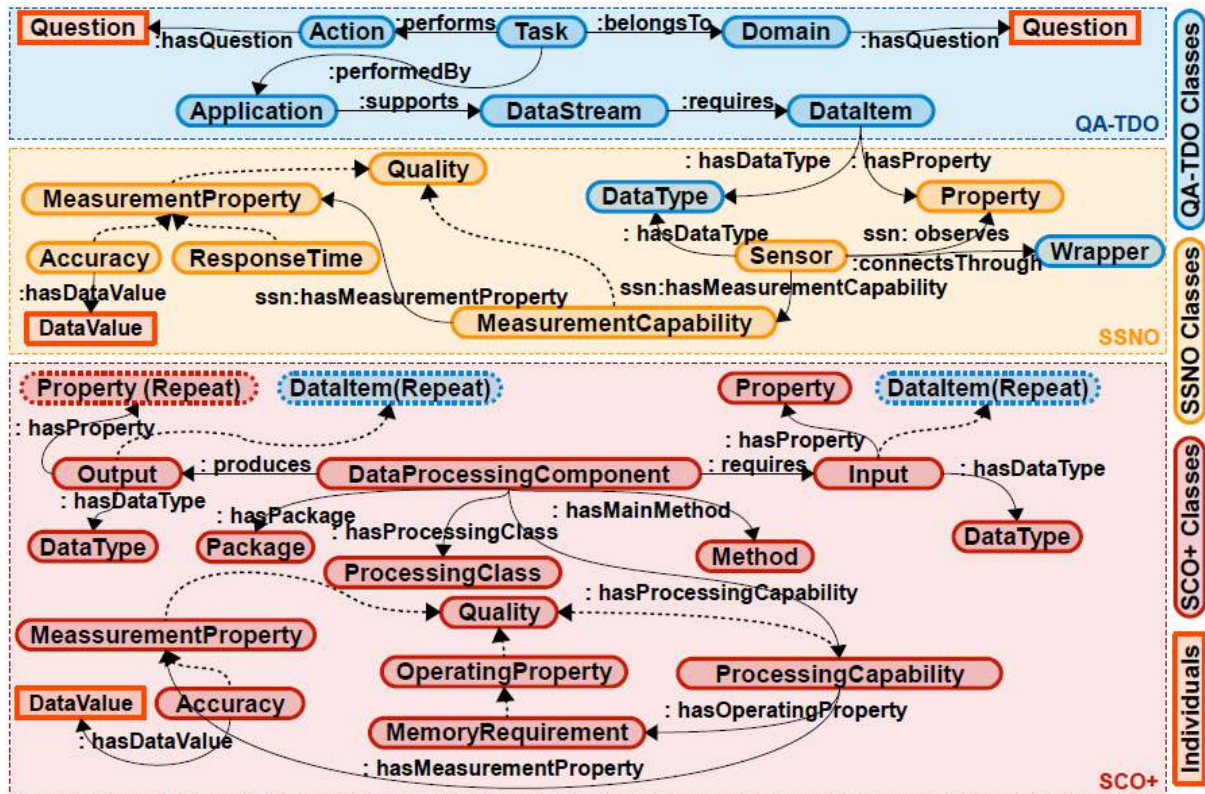 Question
Action
:performs
Task
:belongsTo
Domain
Question
:hasQuestion
:hasQuestion
:performedBy
Application
:supports
DataStream
:requires
DataItem
QA-TDO
: hasDataType
: hasProperty
Quality
MeasurementProperty
DataType
Property
: hasDataType
ssn: observes
Accuracy
ResponseTime
Sensor
:connectsThrough
Wrapper
:hasDataValue
ssn:hasMeasurementProperty
ssn:hasMeasurementCapability
DataValue
MeasurementCapability
SSNO
Property (Repeat)
DataItem(Repeat)
Property
DataItem(Repeat)
: hasProperty
: hasProperty
Output
: produces
DataProcessingComponent
: requires
Input
: hasDataType
: hasDataType
: hasPackage
: hasMainMethod
: hasProcessingClass
DataType
Package
Method
DataType
ProcessingClass
: hasProcessingCapability
Quality
MeassurementProperty
OperatingProperty
ProcessingCapability
DataValue
Accuracy
: hasOperatingProperty
MemoryRequirement
: hasDataValue
: hasMeasurementProperty
SCO+
QA-TDO Classes
SSNO Classes
SCO+ Classes
Individuals